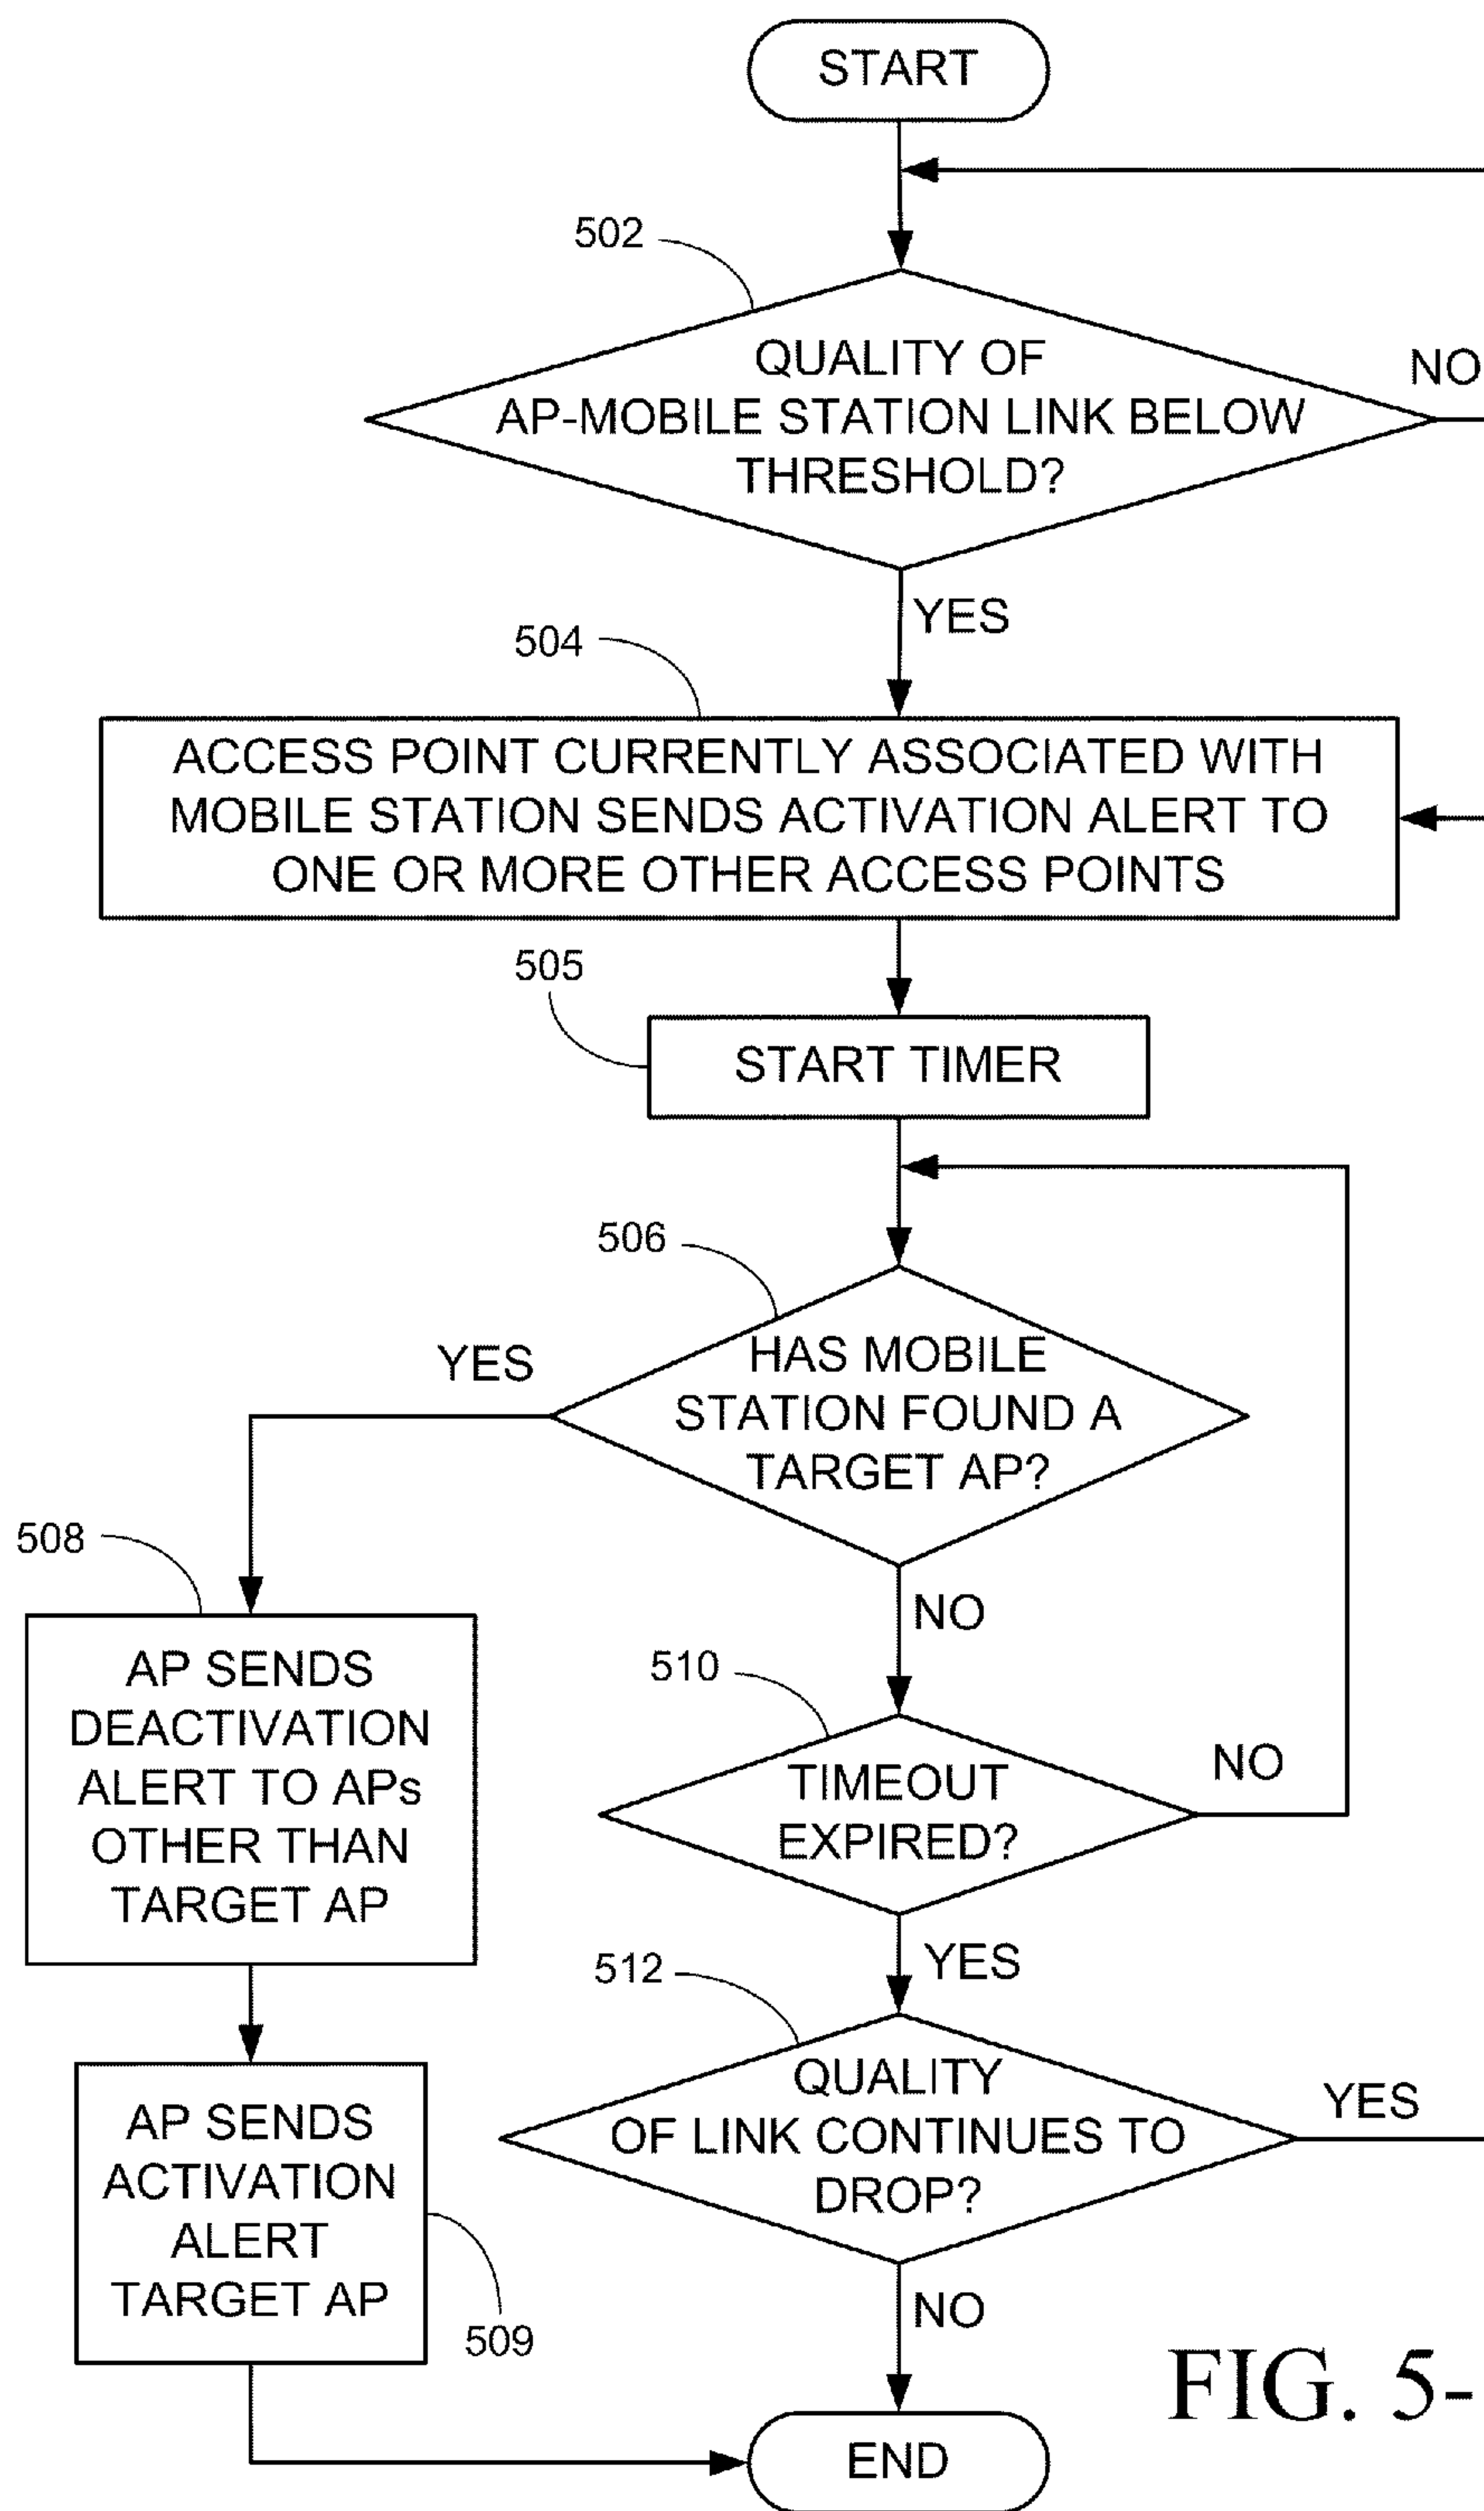 START
502
QUALITY OF
AP-MOBILE STATION LINK BELOW
THRESHOLD?
NO
YES
504
ACCESS POINT CURRENTLY ASSOCIATED WITH
MOBILE STATION SENDS ACTIVATION ALERT TO
ONE OR MORE OTHER ACCESS POINTS
505
START TIMER
506
HAS MOBILE
STATION FOUND A
TARGET AP?
YES
NO
508
AP SENDS
DEACTIVATION
ALERT TO APs
OTHER THAN
TARGET AP
510
TIMEOUT
EXPIRED?
NO
YES
512
QUALITY
OF LINK CONTINUES TO
DROP?
YES
NO
AP SENDS
ACTIVATION
ALERT
TARGET AP
509
END
FIG. 5-